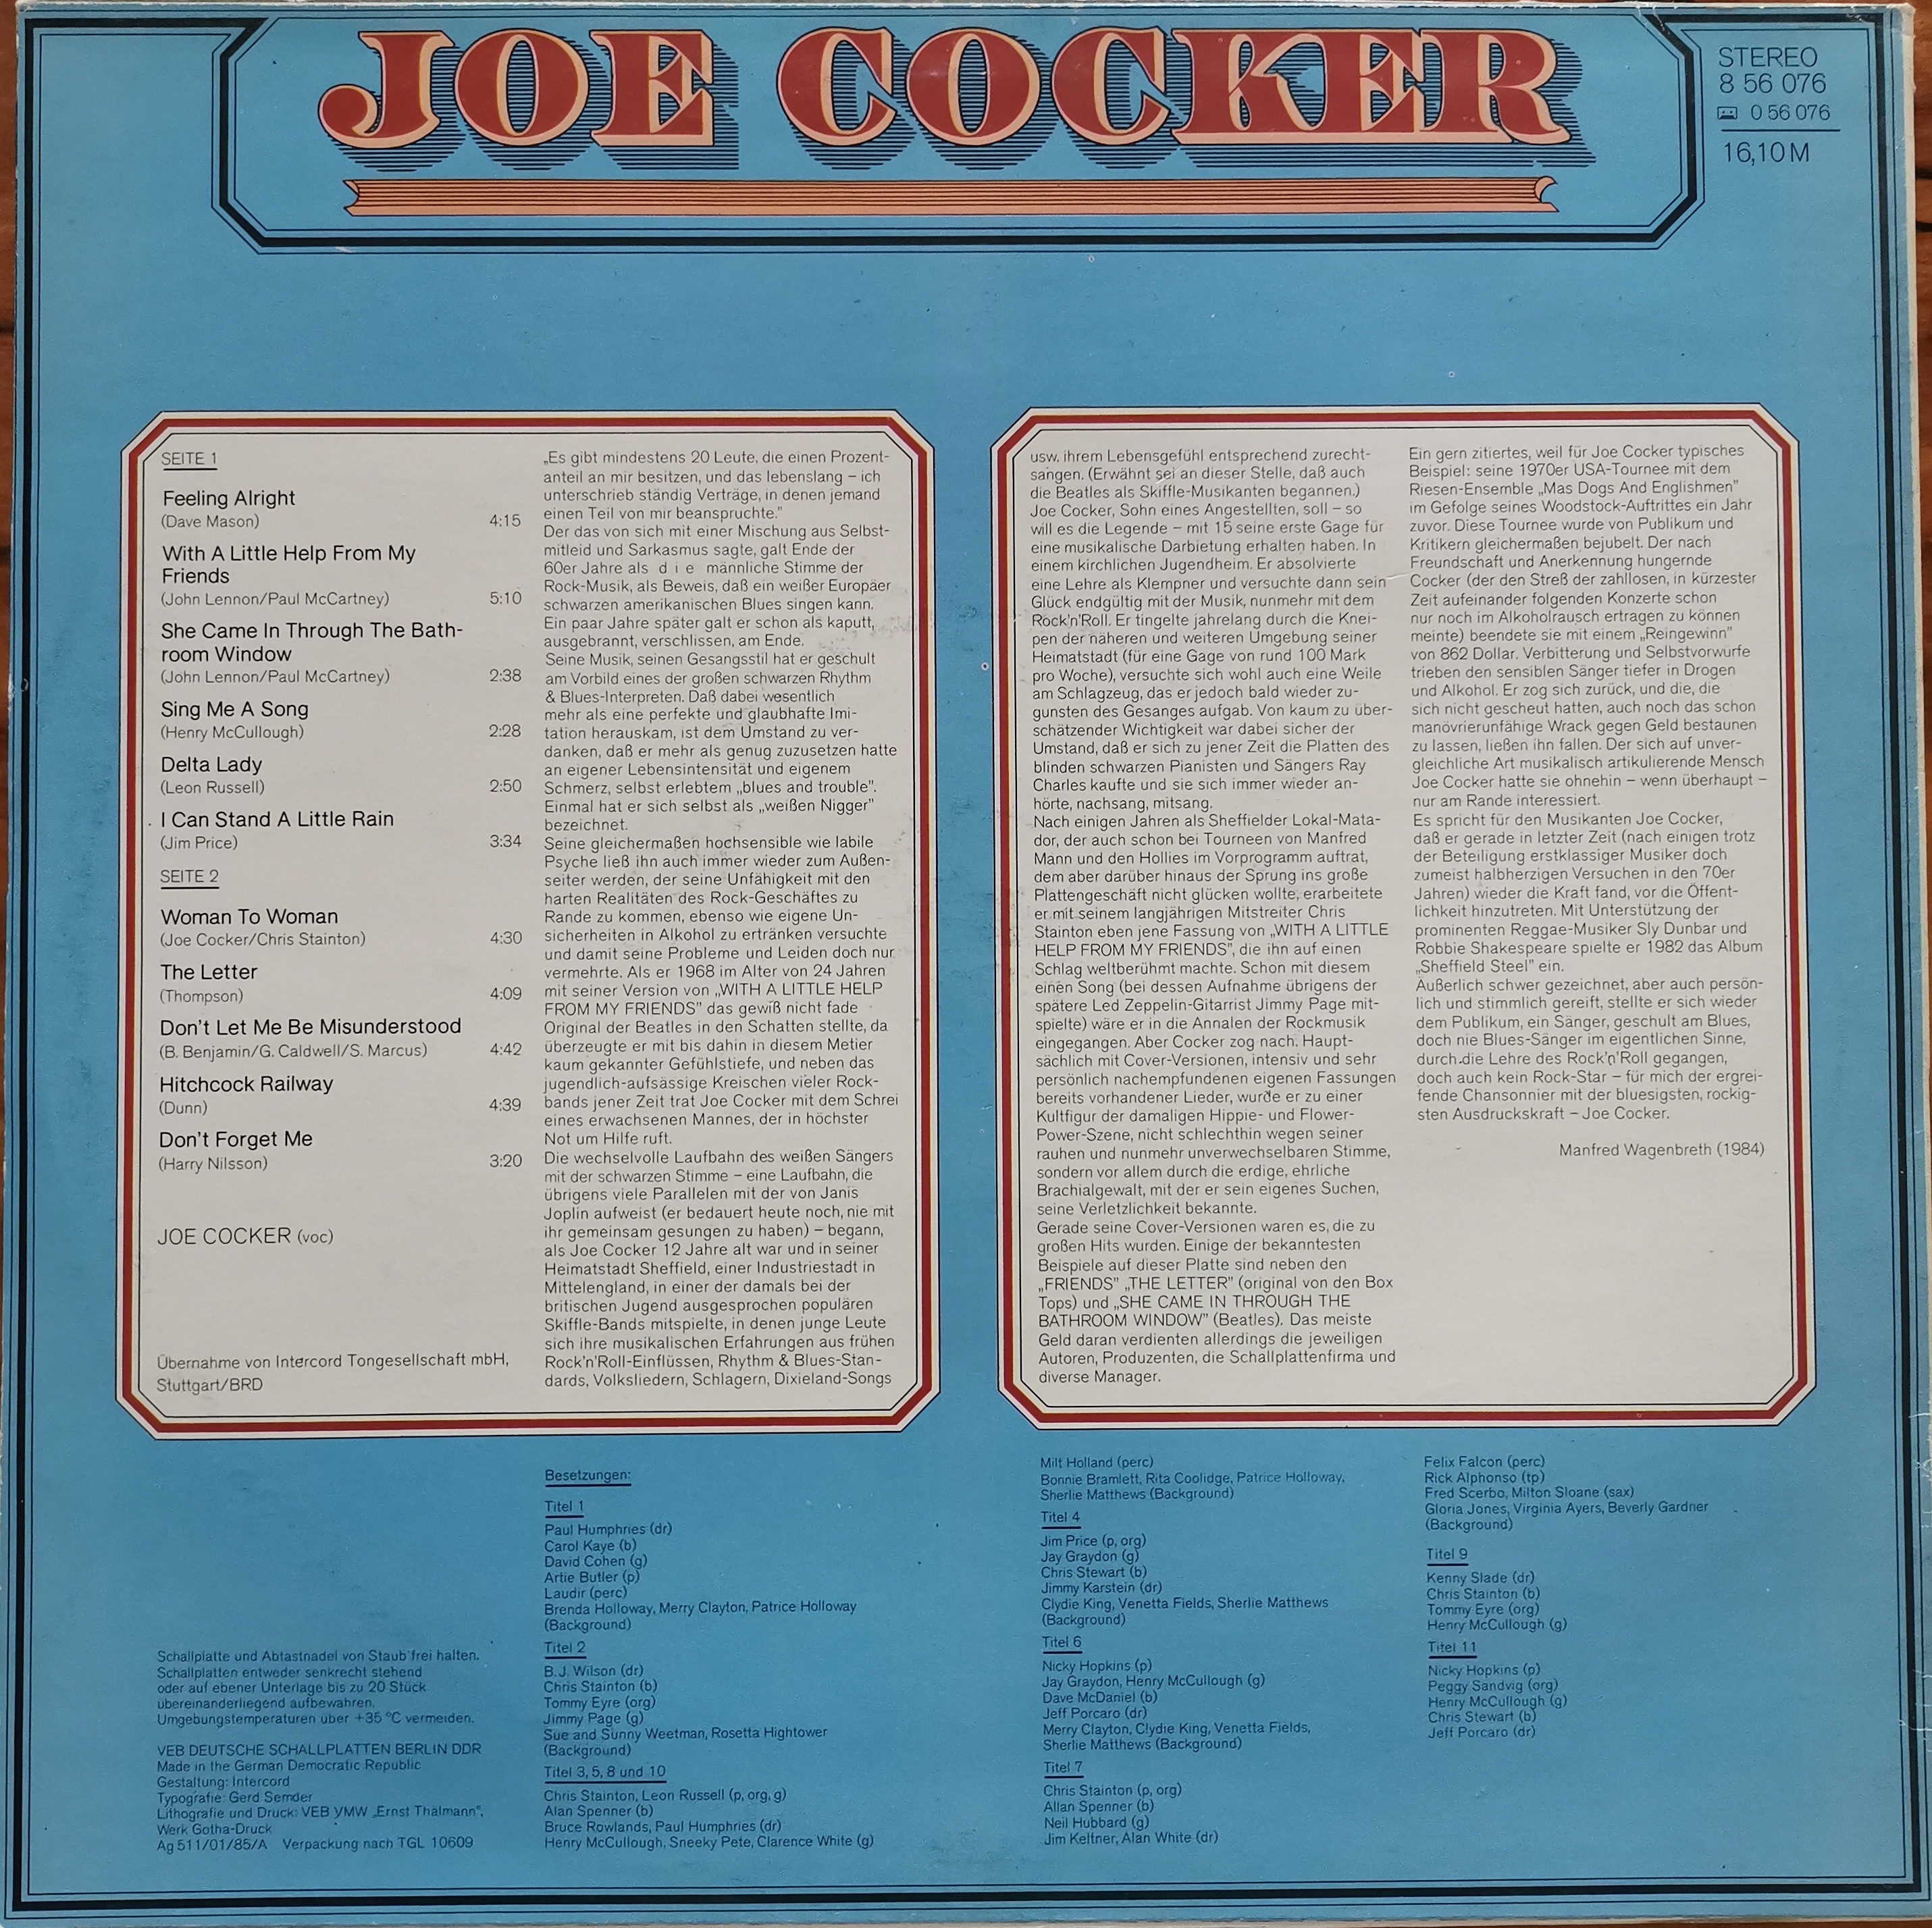 JOE COCKER
STEREO
8 56 076
0 56 076
16,10 M
SEITE 1
Feeling Alright
(Dave Mason) 4:15
With A Little Help From My
Friends
(John Lennon/Paul McCartney) 5:10
She Came In Through The Bath-
room Window
(John Lennon/Paul McCartney) 2:38
Sing Me A Song
(Henry McCullough) 2:28
Delta Lady
(Leon Russell) 2:50
I Can Stand A Little Rain
(Jim Price) 3:34
SEITE 2
Woman To Woman
(Joe Cocker/Chris Stainton) 4:30
The Letter
(Thompson) 4:09
Don't Let Me Be Misunderstood
(B. Benjamin/G. Caldwell/S. Marcus) 4:42
Hitchcock Railway
(Dunn) 4:39
Don't Forget Me
(Harry Nilsson) 3:20
JOE COCKER (voc)
Übernahme von Intercord Tongesellschaft mbH,
Stuttgart/BRD
„Es gibt mindestens 20 Leute, die einen Prozent-
anteil an mir besitzen, und das lebenslang – ich
unterschrieb ständig Verträge, in denen jemand
einen Teil von mir beanspruchte."
Der das von sich mit einer Mischung aus Selbst-
mitleid und Sarkasmus sagte, galt Ende der
60er Jahre als d i e männliche Stimme der
Rock-Musik, als Beweis, daß ein weißer Europäer
schwarzen amerikanischen Blues singen kann.
Ein paar Jahre später galt er schon als kaputt,
ausgebrannt, verschlissen, am Ende.
Seine Musik, seinen Gesangsstil hat er geschult
am Vorbild eines der großen schwarzen Rhythm
& Blues-Interpreten. Daß dabei wesentlich
mehr als eine perfekte und glaubhafte Imi-
tation herauskam, ist dem Umstand zu ver-
danken, daß er mehr als genug zuzusetzen hatte
an eigener Lebensintensität und eigenem
Schmerz, selbst erlebtem „blues and trouble".
Einmal hat er sich selbst als „weißen Nigger"
bezeichnet.
Seine gleichermaßen hochsensible wie labile
Psyche ließ ihn auch immer wieder zum Außen-
seiter werden, der seine Unfähigkeit mit den
harten Realitäten des Rock-Geschäftes zu
Rande zu kommen, ebenso wie eigene Un-
sicherheiten in Alkohol zu ertränken versuchte
und damit seine Probleme und Leiden doch nur
vermehrte. Als er 1968 im Alter von 24 Jahren
mit seiner Version von „WITH A LITTLE HELP
FROM MY FRIENDS" das gewiß nicht fade
Original der Beatles in den Schatten stellte, da
überzeugte er mit bis dahin in diesem Metier
kaum gekannter Gefühlstiefe, und neben das
jugendlich-aufsässige Kreischen vieler Rock-
bands jener Zeit trat Joe Cocker mit dem Schrei
eines erwachsenen Mannes, der in höchster
Not um Hilfe ruft.
Die wechselvolle Laufbahn des weißen Sängers
mit der schwarzen Stimme – eine Laufbahn, die
übrigens viele Parallelen mit der von Janis
Joplin aufweist (er bedauert heute noch, nie mit
ihr gemeinsam gesungen zu haben) – begann,
als Joe Cocker 12 Jahre alt war und in seiner
Heimatstadt Sheffield, einer Industriestadt in
Mittelengland, in einer der damals bei der
britischen Jugend ausgesprochen populären
Skiffle-Bands mitspielte, in denen junge Leute
sich ihre musikalischen Erfahrungen aus frühen
Rock'n'Roll-Einflüssen, Rhythm & Blues-Stan-
dards, Volksliedern, Schlagern, Dixieland-Songs
usw. ihrem Lebensgefühl entsprechend zurecht-
sangen. (Erwähnt sei an dieser Stelle, daß auch
die Beatles als Skiffle-Musikanten begannen.)
Joe Cocker, Sohn eines Angestellten, soll – so
will es die Legende – mit 15 seine erste Gage für
eine musikalische Darbietung erhalten haben. In
einem kirchlichen Jugendheim. Er absolvierte
eine Lehre als Klempner und versuchte dann sein
Glück endgültig mit der Musik, nunmehr mit dem
Rock'n'Roll. Er tingelte jahrelang durch die Knei-
pen der näheren und weiteren Umgebung seiner
Heimatstadt (für eine Gage von rund 100 Mark
pro Woche), versuchte sich wohl auch eine Weile
am Schlagzeug, das er jedoch bald wieder zu-
gunsten des Gesanges aufgab. Von kaum zu über-
schätzender Wichtigkeit war dabei sicher der
Umstand, daß er sich zu jener Zeit die Platten des
blinden schwarzen Pianisten und Sängers Ray
Charles kaufte und sie sich immer wieder an-
hörte, nachsang, mitsang.
Nach einigen Jahren als Sheffielder Lokal-Mata-
dor, der auch schon bei Tourneen von Manfred
Mann und den Hollies im Vorprogramm auftrat,
dem aber darüber hinaus der Sprung ins große
Plattengeschäft nicht glücken wollte, erarbeitete
er mit seinem langjährigen Mitstreiter Chris
Stainton eben jene Fassung von „WITH A LITTLE
HELP FROM MY FRIENDS", die ihn auf einen
Schlag weltberühmt machte. Schon mit diesem
einen Song (bei dessen Aufnahme übrigens der
spätere Led Zeppelin-Gitarrist Jimmy Page mit-
spielte) wäre er in die Annalen der Rockmusik
eingegangen. Aber Cocker zog nach. Haupt-
sächlich mit Cover-Versionen, intensiv und sehr
persönlich nachempfundenen eigenen Fassungen
bereits vorhandener Lieder, wurde er zu einer
Kultfigur der damaligen Hippie- und Flower-
Power-Szene, nicht schlechthin wegen seiner
rauhen und nunmehr unverwechselbaren Stimme,
sondern vor allem durch die erdige, ehrliche
Brachialgewalt, mit der er sein eigenes Suchen,
seine Verletzlichkeit bekannte.
Gerade seine Cover-Versionen waren es, die zu
großen Hits wurden. Einige der bekanntesten
Beispiele auf dieser Platte sind neben den
„FRIENDS" „THE LETTER" (original von den Box
Tops) und „SHE CAME IN THROUGH THE
BATHROOM WINDOW" (Beatles). Das meiste
Geld daran verdienten allerdings die jeweiligen
Autoren, Produzenten, die Schallplattenfirma und
diverse Manager.
Ein gern zitiertes, weil für Joe Cocker typisches
Beispiel: seine 1970er USA-Tournee mit dem
Riesen-Ensemble „Mas Dogs And Englishmen"
im Gefolge seines Woodstock-Auftrittes ein Jahr
zuvor. Diese Tournee wurde von Publikum und
Kritikern gleichermaßen bejubelt. Der nach
Freundschaft und Anerkennung hungernde
Cocker (der den Streß der zahllosen, in kürzester
Zeit aufeinander folgenden Konzerte schon
nur noch im Alkoholrausch ertragen zu können
meinte) beendete sie mit einem „Reingewinn"
von 862 Dollar. Verbitterung und Selbstvorwürfe
trieben den sensiblen Sänger tiefer in Drogen
und Alkohol. Er zog sich zurück, und die, die
sich nicht gescheut hatten, auch noch das schon
manövrierunfähige Wrack gegen Geld bestaunen
zu lassen, ließen ihn fallen. Der sich auf unver-
gleichliche Art musikalisch artikulierende Mensch
Joe Cocker hatte sie ohnehin – wenn überhaupt –
nur am Rande interessiert.
Es spricht für den Musikanten Joe Cocker,
daß er gerade in letzter Zeit (nach einigen trotz
der Beteiligung erstklassiger Musiker doch
zumeist halbherzigen Versuchen in den 70er
Jahren) wieder die Kraft fand, vor die Öffent-
lichkeit hinzutreten. Mit Unterstützung der
prominenten Reggae-Musiker Sly Dunbar und
Robbie Shakespeare spielte er 1982 das Album
„Sheffield Steel" ein.
Äußerlich schwer gezeichnet, aber auch persön-
lich und stimmlich gereift, stellte er sich wieder
dem Publikum, ein Sänger, geschult am Blues,
doch nie Blues-Sänger im eigentlichen Sinne,
durch die Lehre des Rock'n'Roll gegangen,
doch auch kein Rock-Star – für mich der ergrei-
fende Chansonnier mit der bluesigsten, rockig-
sten Ausdruckskraft – Joe Cocker.
Manfred Wagenbreth (1984)
Schallplatte und Abtastnadel von Staub frei halten.
Schallplatten entweder senkrecht stehend
oder auf ebener Unterlage bis zu 20 Stück
übereinanderliegend aufbewahren.
Umgebungstemperaturen über +35 °C vermeiden.
VEB DEUTSCHE SCHALLPLATTEN BERLIN DDR
Made in the German Democratic Republic
Gestaltung: Intercord
Typografie: Gerd Semder
Lithografie und Druck: VEB VMW „Ernst Thälmann",
Werk Gotha-Druck
Ag 511/01/85/A Verpackung nach TGL 10609
Besetzungen:
Titel 1
Paul Humphries (dr)
Carol Kaye (b)
David Cohen (g)
Artie Butler (p)
Laudir (perc)
Brenda Holloway, Merry Clayton, Patrice Holloway
(Background)
Titel 2
B.J. Wilson (dr)
Chris Stainton (b)
Tommy Eyre (org)
Jimmy Page (g)
Sue and Sunny Weetman, Rosetta Hightower
(Background)
Titel 3, 5, 8 und 10
Chris Stainton, Leon Russell (p, org, g)
Alan Spenner (b)
Bruce Rowlands, Paul Humphries (dr)
Henry McCullough, Sneeky Pete, Clarence White (g)
Milt Holland (perc)
Bonnie Bramlett, Rita Coolidge, Patrice Holloway,
Sherlie Matthews (Background)
Titel 4
Jim Price (p, org)
Jay Graydon (g)
Chris Stewart (b)
Jimmy Karstein (dr)
Clydie King, Venetta Fields, Sherlie Matthews
(Background)
Titel 6
Nicky Hopkins (p)
Jay Graydon, Henry McCullough (g)
Dave McDaniel (b)
Jeff Porcaro (dr)
Merry Clayton, Clydie King, Venetta Fields,
Sherlie Matthews (Background)
Titel 7
Chris Stainton (p, org)
Allan Spenner (b)
Neil Hubbard (g)
Jim Keltner, Alan White (dr)
Felix Falcon (perc)
Rick Alphonso (tp)
Fred Scerbo, Milton Sloane (sax)
Gloria Jones, Virginia Ayers, Beverly Gardner
(Background)
Titel 9
Kenny Slade (dr)
Chris Stainton (b)
Tommy Eyre (org)
Henry McCullough (g)
Titel 11
Nicky Hopkins (p)
Peggy Sandvig (org)
Henry McCullough (g)
Chris Stewart (b)
Jeff Porcaro (dr)